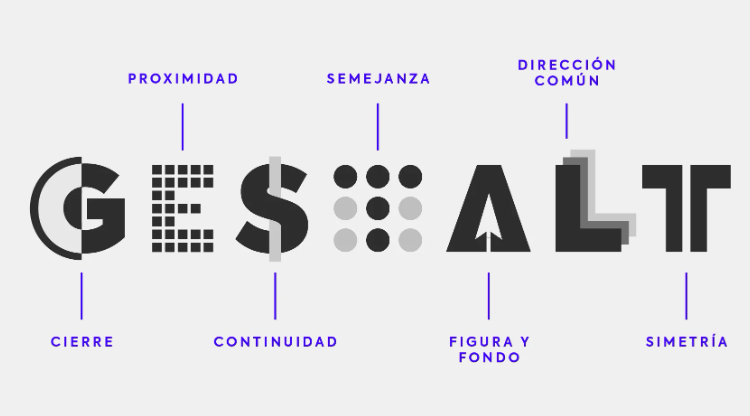 DIRECCIÓN
COMÚN
PROXIMIDAD
SEMEJANZA
GESTALT
CIERRE
CONTINUIDAD
FIGURA Y
FONDO
SIMETRÍA